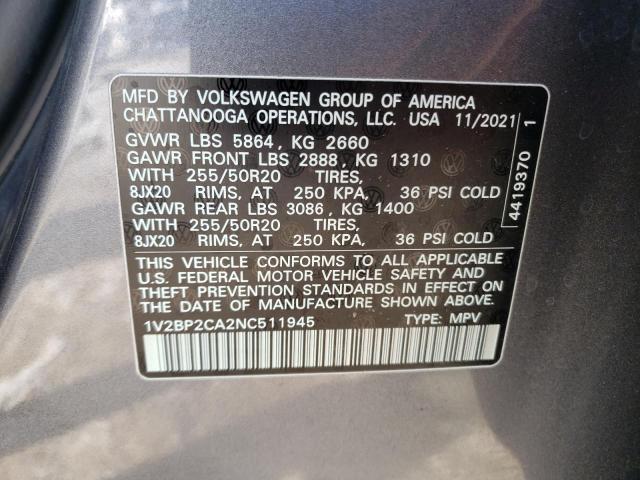 MFD BY VOLKSWAGEN GROUP OF AMERICA
CHATTANOOGA OPERATIONS, LLC. USA 11/2021
GVWR LBS 5864, KG 2660
GAWR FRONT LBS 2888, KG 1310
WITH 255/50R20 TIRES,
8JX20 RIMS, AT 250 KPA, 36 PSI COLD
GAWR REAR LBS 3086, KG 1400
WITH 255/50R20 TIRES,
8JX20 RIMS, AT 250 KPA, 36 PSI COLD
THIS VEHICLE CONFORMS TO ALL APPLICABLE
U.S. FEDERAL MOTOR VEHICLE SAFETY AND
THEFT PREVENTION STANDARDS IN EFFECT ON
THE DATE OF MANUFACTURE SHOWN ABOVE.
1V2BP2CA2NC511945 TYPE: MPV
4419370 1